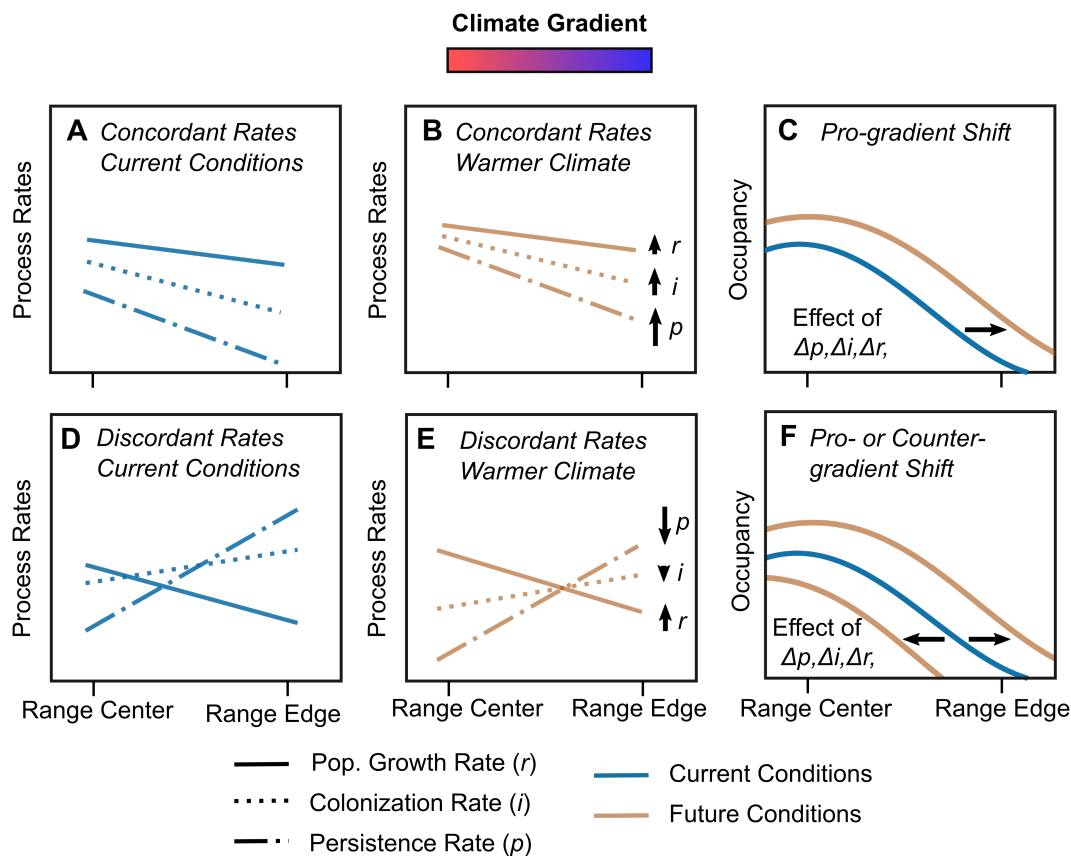 Climate Gradient
A Concordant Rates
Current Conditions
Process Rates
B Concordant Rates
Warmer Climate
Process Rates
r
i
p
C Pro-gradient Shift
Occupancy
Effect of
Δp,Δi,Δr,
D Discordant Rates
Current Conditions
Process Rates
Range Center
Range Edge
E Discordant Rates
Warmer Climate
Process Rates
p
i
r
Range Center
Range Edge
F Pro- or Counter-
gradient Shift
Occupancy
Effect of
Δp,Δi,Δr,
Range Center
Range Edge
Pop. Growth Rate (r)
Colonization Rate (i)
Persistence Rate (p)
Current Conditions
Future Conditions